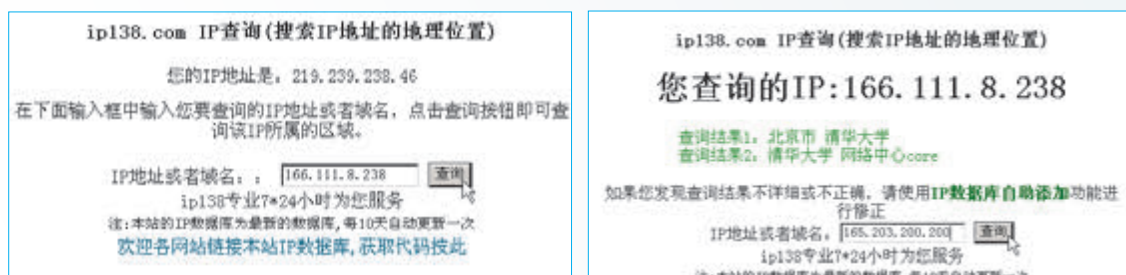 ip138.com IP查询(搜索IP地址的地理位置)
您的IP地址是：219.239.238.46
在下面输入框中输入您要查询的IP地址或者域名，点击查询按钮即可查
询该IP所属的区域。
IP地址或者域名：： 166.111.8.238 查询
ip138专业7*24小时为您服务
注:本站的IP数据库为最新的数据库,每10天自动更新一次
欢迎各网站链接本站IP数据库,获取代码按此
ip138.com IP查询(搜索IP地址的地理位置)
您查询的IP:166.111.8.238
查询结果1：北京市 清华大学
查询结果2：清华大学 网络中心core
如果您发现查询结果不详细或不正确，请使用IP数据库自动添加功能进
行修正
IP地址或者域名：165.203.200.200 查询
ip138专业7*24小时为您服务